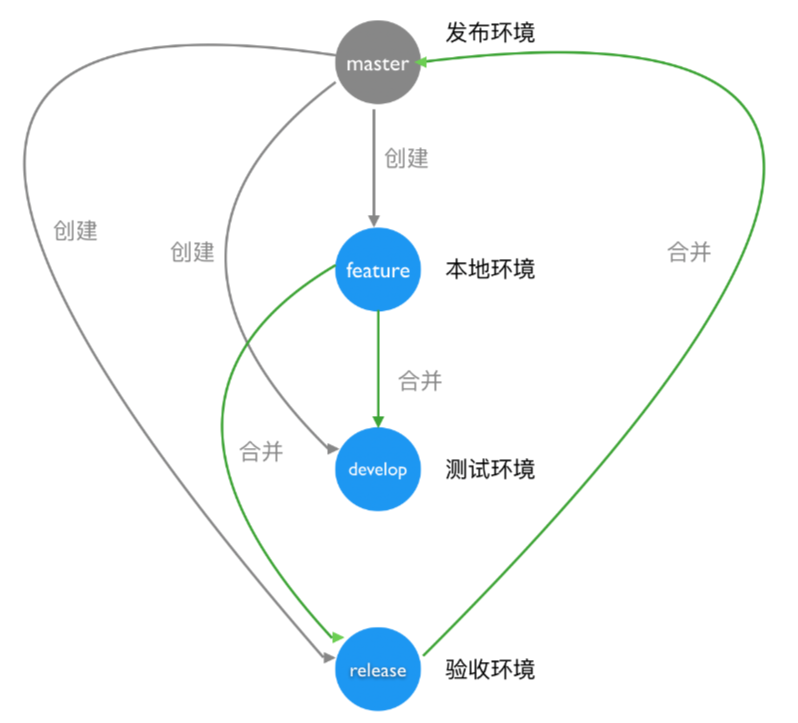 发布环境
master
创建
创建
创建
合并
feature
本地环境
合并
合并
develop
测试环境
release
验收环境